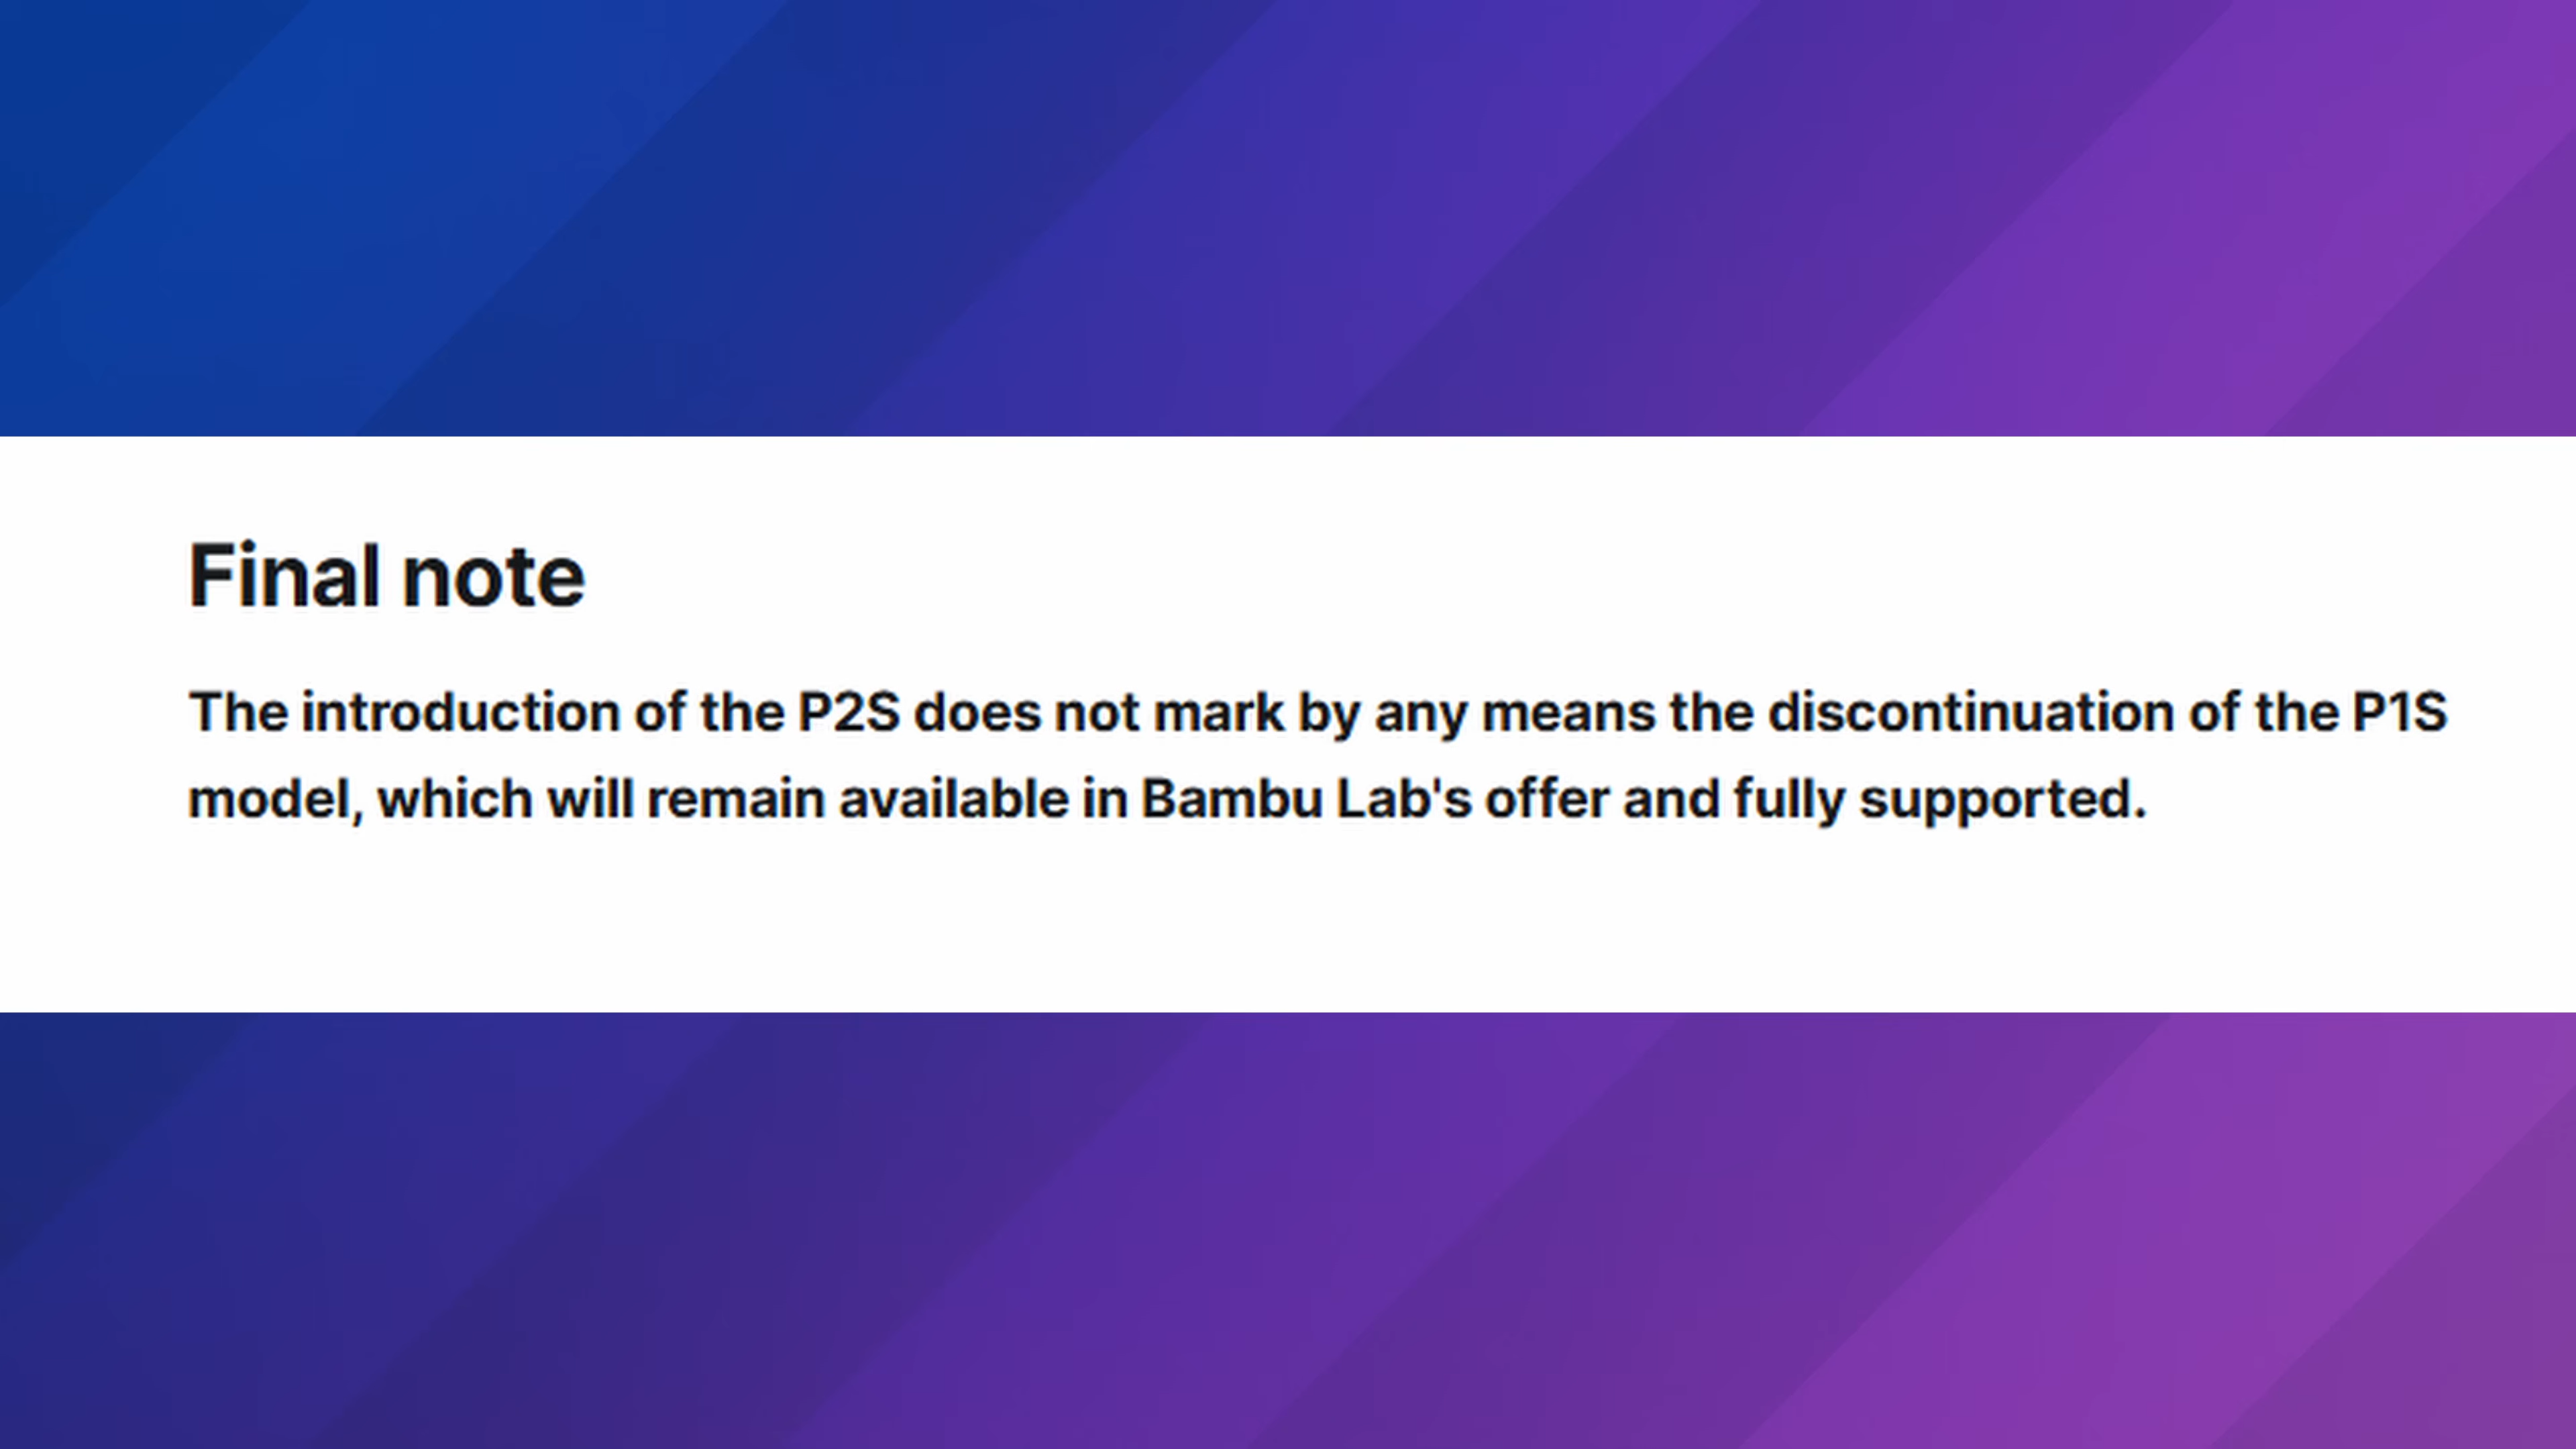 Final note
The introduction of the P2S does not mark by any means the discontinuation of the P1S
model, which will remain available in Bambu Lab's offer and fully supported.